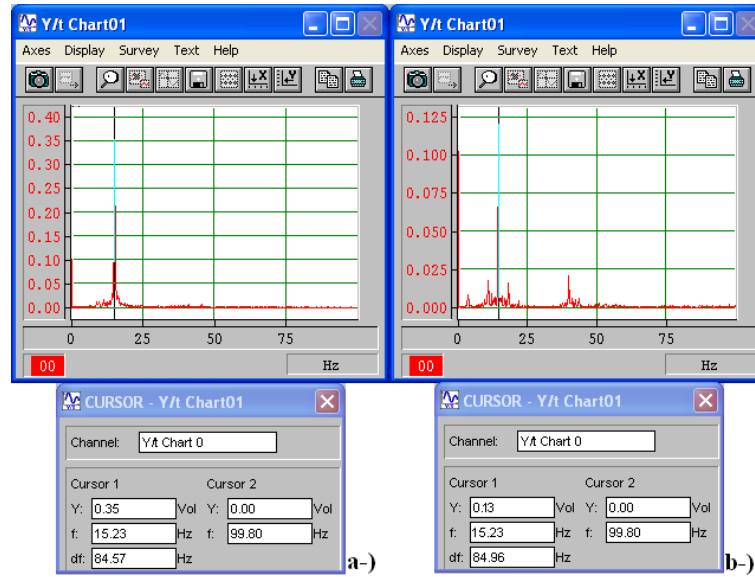 Y/t Chart01
Axes Display Survey Text Help
0.40
0.35
0.30
0.25
0.20
0.15
0.10
0.05
0.00
0 25 50 75
00 Hz
CURSOR - Y/t Chart01
Channel: Y/t Chart 0
Cursor 1 Cursor 2
Y: 0.35 Vol Y: 0.00 Vol
f: 15.23 Hz f: 99.80 Hz
df: 84.57 Hz
a-)
Y/t Chart01
Axes Display Survey Text Help
0.125
0.100
0.075
0.050
0.025
0.000
0 25 50 75
00 Hz
CURSOR - Y/t Chart01
Channel: Y/t Chart 0
Cursor 1 Cursor 2
Y: 0.13 Vol Y: 0.00 Vol
f: 15.23 Hz f: 99.80 Hz
df: 84.96 Hz
b-)